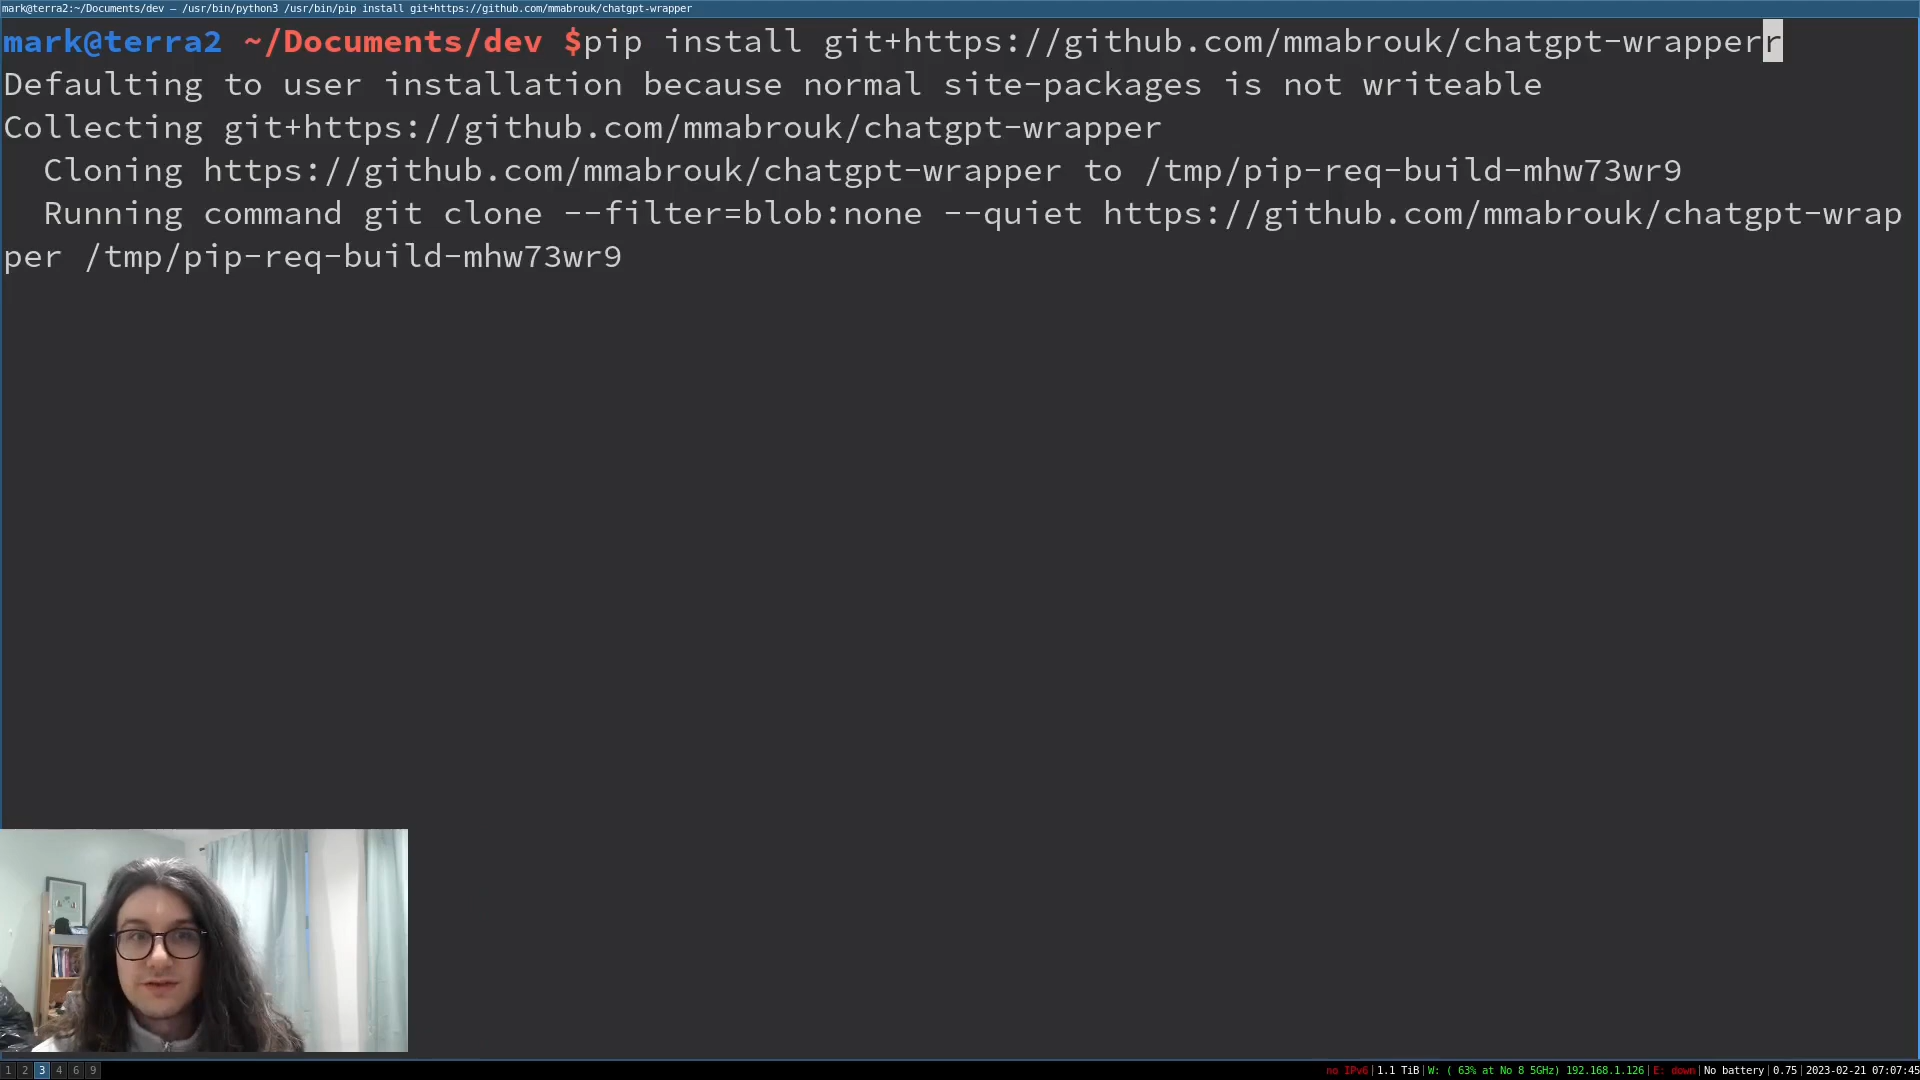 mark@terra2:~/Documents/dev — /usr/bin/python3 /usr/bin/pip install git+https://github.com/mmabrouk/chatgpt-wrapper
mark@terra2 ~/Documents/dev $pip install git+https://github.com/mmabrouk/chatgpt-wrapperr
Defaulting to user installation because normal site-packages is not writeable
Collecting git+https://github.com/mmabrouk/chatgpt-wrapper
Cloning https://github.com/mmabrouk/chatgpt-wrapper to /tmp/pip-req-build-mhw73wr9
Running command git clone --filter=blob:none --quiet https://github.com/mmabrouk/chatgpt-wrap
per /tmp/pip-req-build-mhw73wr9
1 2 3 4 6 9 no IPv6|1.1 TiB|W: ( 63% at No 8 5GHz) 192.168.1.126|E: down|No battery|0.75|2023-02-21 07:07:45